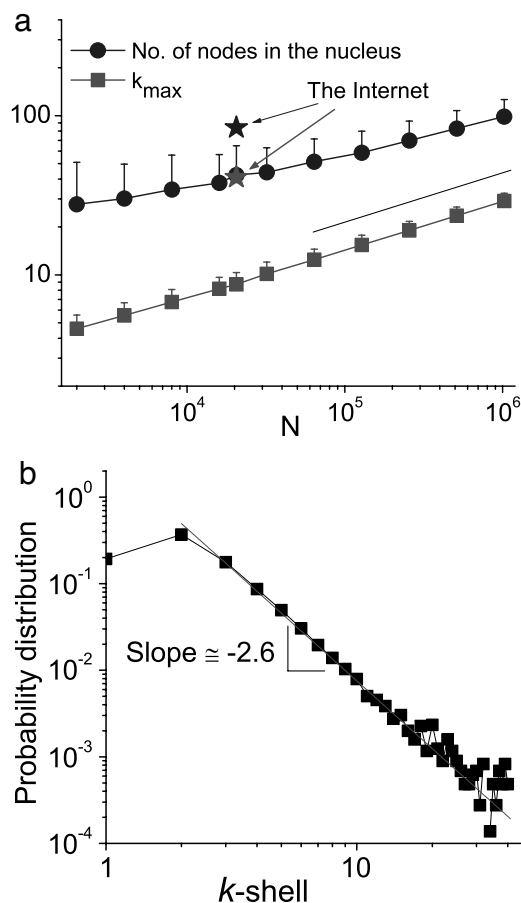 a
No. of nodes in the nucleus
k_max
The Internet
100
10
10^4
10^5
10^6
N
b
10^0
10^-1
10^-2
10^-3
10^-4
Probability distribution
Slope ≅ -2.6
1
10
k-shell